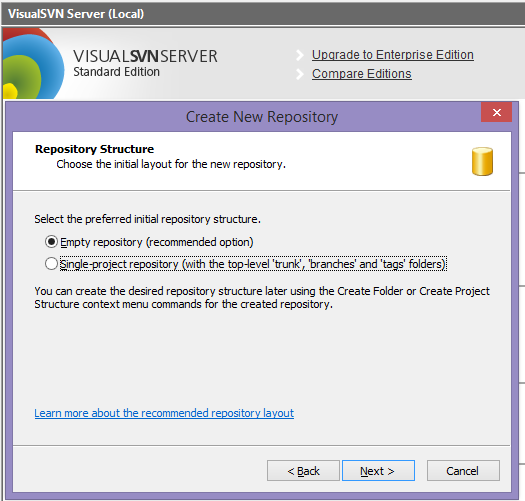 VisualSVN Server (Local)
VISUALSVNSERVER
Standard Edition
Upgrade to Enterprise Edition
Compare Editions
Create New Repository
Repository Structure
Choose the initial layout for the new repository.
Select the preferred initial repository structure.
Empty repository (recommended option)
Single-project repository (with the top-level 'trunk', 'branches' and 'tags' folders)
You can create the desired repository structure later using the Create Folder or Create Project
Structure context menu commands for the created repository.
Learn more about the recommended repository layout
< Back
Next >
Cancel